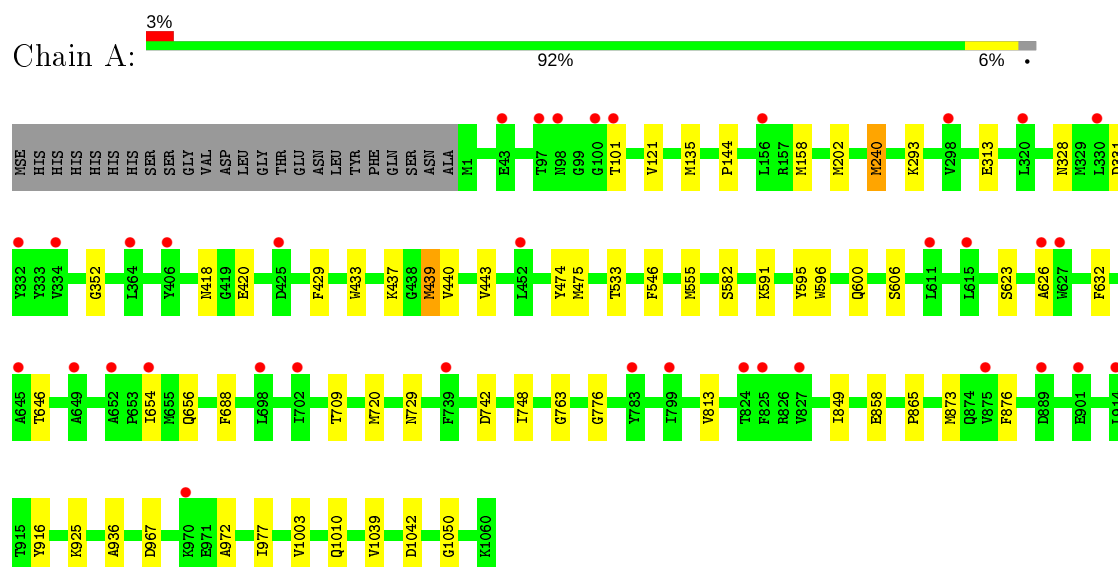 3%
Chain A:
92%
6%
MSE HIS HIS HIS HIS HIS HIS SER SER GLY VAL ASP LEU GLY THR GLU ASN LEU TYR PHE GLN SER ASN ALA M1 E43 T97 N98 G99 G100 T101 V121 M135 P144 L156 R157 M158 M202 M240 K293 V298 E313 L320 N328 M329 L330 D331
Y332 Y333 V334 G352 L364 Y406 N418 G419 E420 D425 F429 W433 K437 G438 M439 V440 V443 L452 Y474 M475 T533 F546 M555 S582 K591 Y595 W596 Q600 S606 L611 L615 S623 A626 W627 F632
A645 T646 A649 A652 P653 I654 M655 Q656 F688 L698 I702 T709 M720 N729 F739 D742 I748 G763 G776 Y783 I799 V813 T824 F825 R826 V827 I849 E858 P865 M873 Q874 V875 F876 D889 E901 L914
T915 Y916 K925 A936 D967 K970 E971 A972 I977 V1003 Q1010 V1039 D1042 G1050 K1060